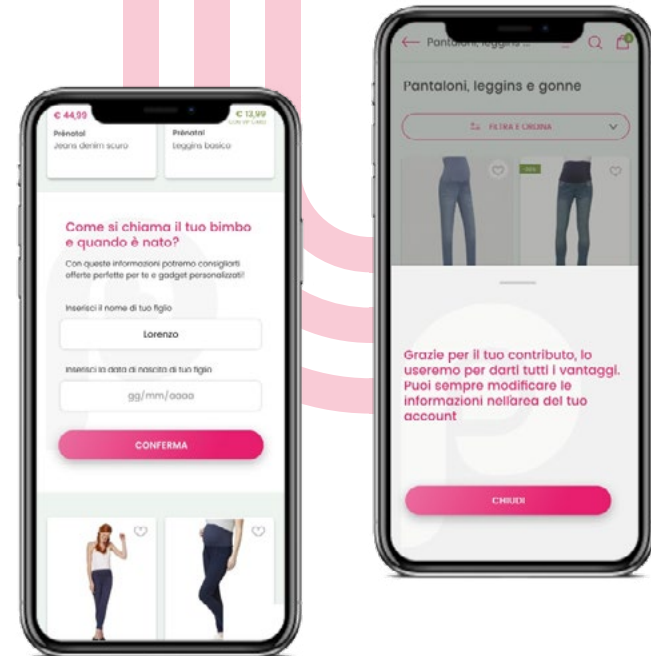 € 44,99
€ 13,99
Prénatal
Jeans denim scuro
Prénatal
Leggins basico
Come si chiama il tuo bimbo
e quando è nato?
Con queste informazioni potremo consigliarti
offerte perfette per te e gadget personalizzati!
Inserisci il nome di tuo figlio
Lorenzo
Inserisci la data di nascita di tuo figlio
gg/mm/aaaa
CONFERMA
Pantaloni, leggins ...
Pantaloni, leggins e gonne
FILTRA E ORDINA
Grazie per il tuo contributo, lo
useremo per darti tutti i vantaggi.
Puoi sempre modificare le
informazioni nell'area del tuo
account
CHIUDI